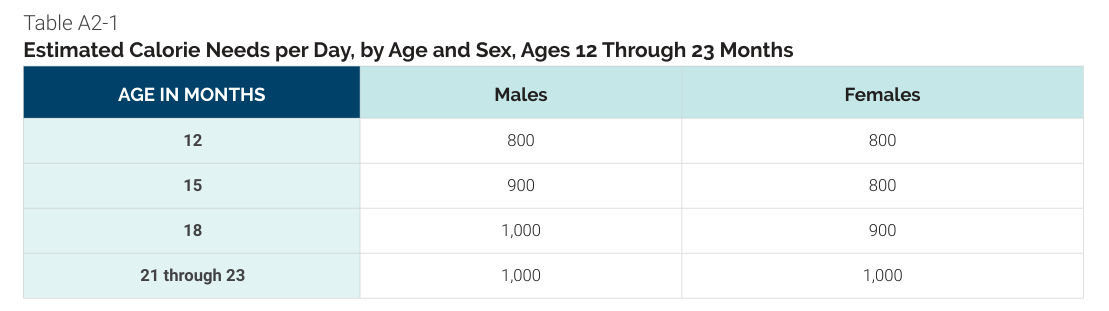 Table A2-1
Estimated Calorie Needs per Day, by Age and Sex, Ages 12 Through 23 Months
AGE IN MONTHS Males Females
12 800 800
15 900 800
18 1,000 900
21 through 23 1,000 1,000